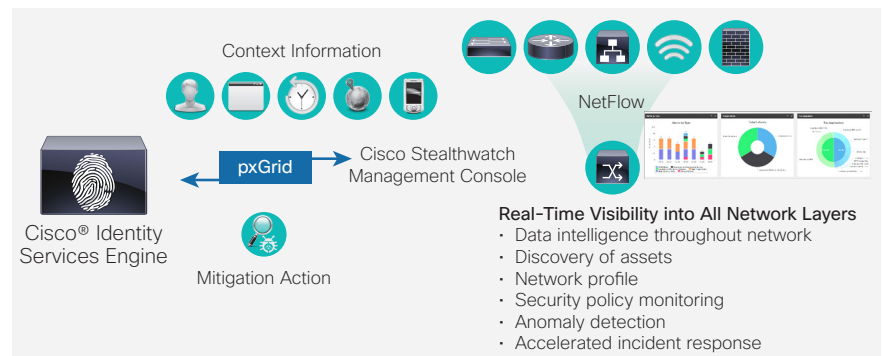 Context Information
NetFlow
pxGrid
Cisco Stealthwatch
Management Console
Cisco® Identity
Services Engine
Mitigation Action
Real-Time Visibility into All Network Layers
· Data intelligence throughout network
· Discovery of assets
· Network profile
· Security policy monitoring
· Anomaly detection
· Accelerated incident response